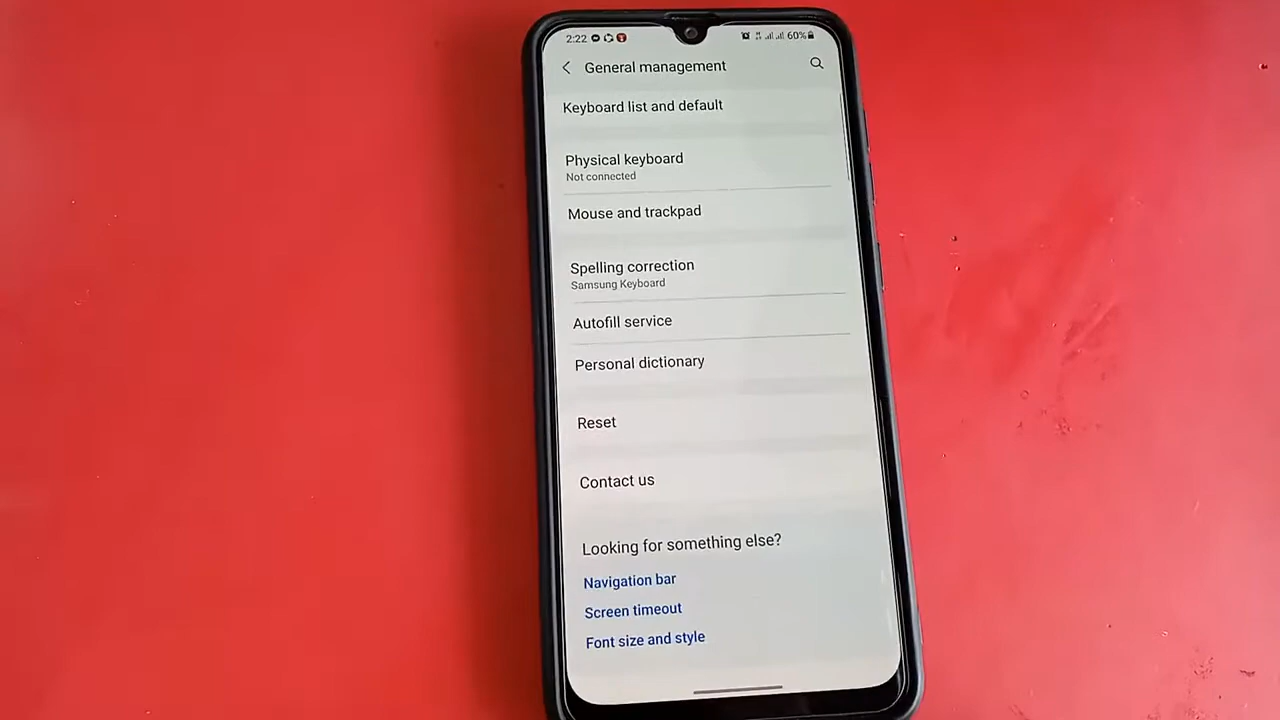 2:22 60%
General management
Keyboard list and default
Physical keyboard
Not connected
Mouse and trackpad
Spelling correction
Samsung Keyboard
Autofill service
Personal dictionary
Reset
Contact us
Looking for something else?
Navigation bar
Screen timeout
Font size and style